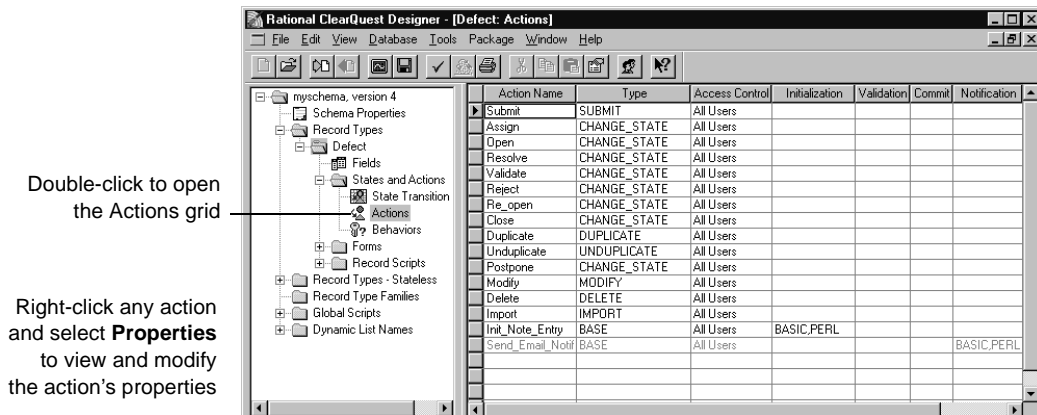 Rational ClearQuest Designer - [Defect: Actions]
File Edit View Database Tools Package Window Help
Double-click to open
the Actions grid
Right-click any action
and select Properties
to view and modify
the action's properties
myschema, version 4
Schema Properties
Record Types
Defect
Fields
States and Actions
State Transition
Actions
Behaviors
Forms
Record Scripts
Record Types - Stateless
Record Type Families
Global Scripts
Dynamic List Names
Action Name Type Access Control Initialization Validation Commit Notification
Submit SUBMIT All Users
Assign CHANGE_STATE All Users
Open CHANGE_STATE All Users
Resolve CHANGE_STATE All Users
Validate CHANGE_STATE All Users
Reject CHANGE_STATE All Users
Re_open CHANGE_STATE All Users
Close CHANGE_STATE All Users
Duplicate DUPLICATE All Users
Unduplicate UNDUPLICATE All Users
Postpone CHANGE_STATE All Users
Modify MODIFY All Users
Delete DELETE All Users
Import IMPORT All Users
Init_Note_Entry BASE All Users BASIC,PERL
Send_Email_Notif BASE All Users BASIC,PERL